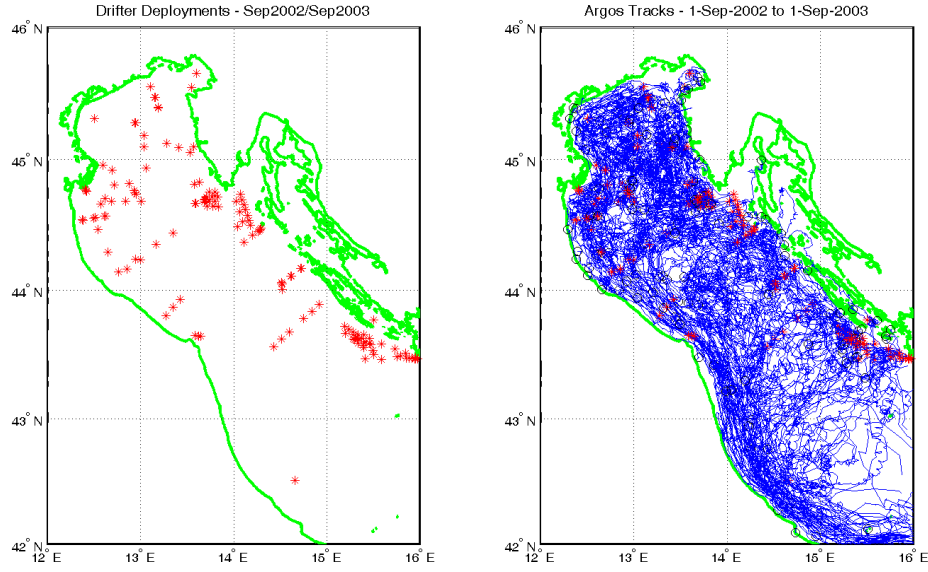 Drifter Deployments - Sep2002/Sep2003
46° N
45° N
44° N
43° N
42° N
12° E
13° E
14° E
15° E
16° E
Argos Tracks - 1-Sep-2002 to 1-Sep-2003
46° N
45° N
44° N
43° N
42° N
12° E
13° E
14° E
15° E
16° E